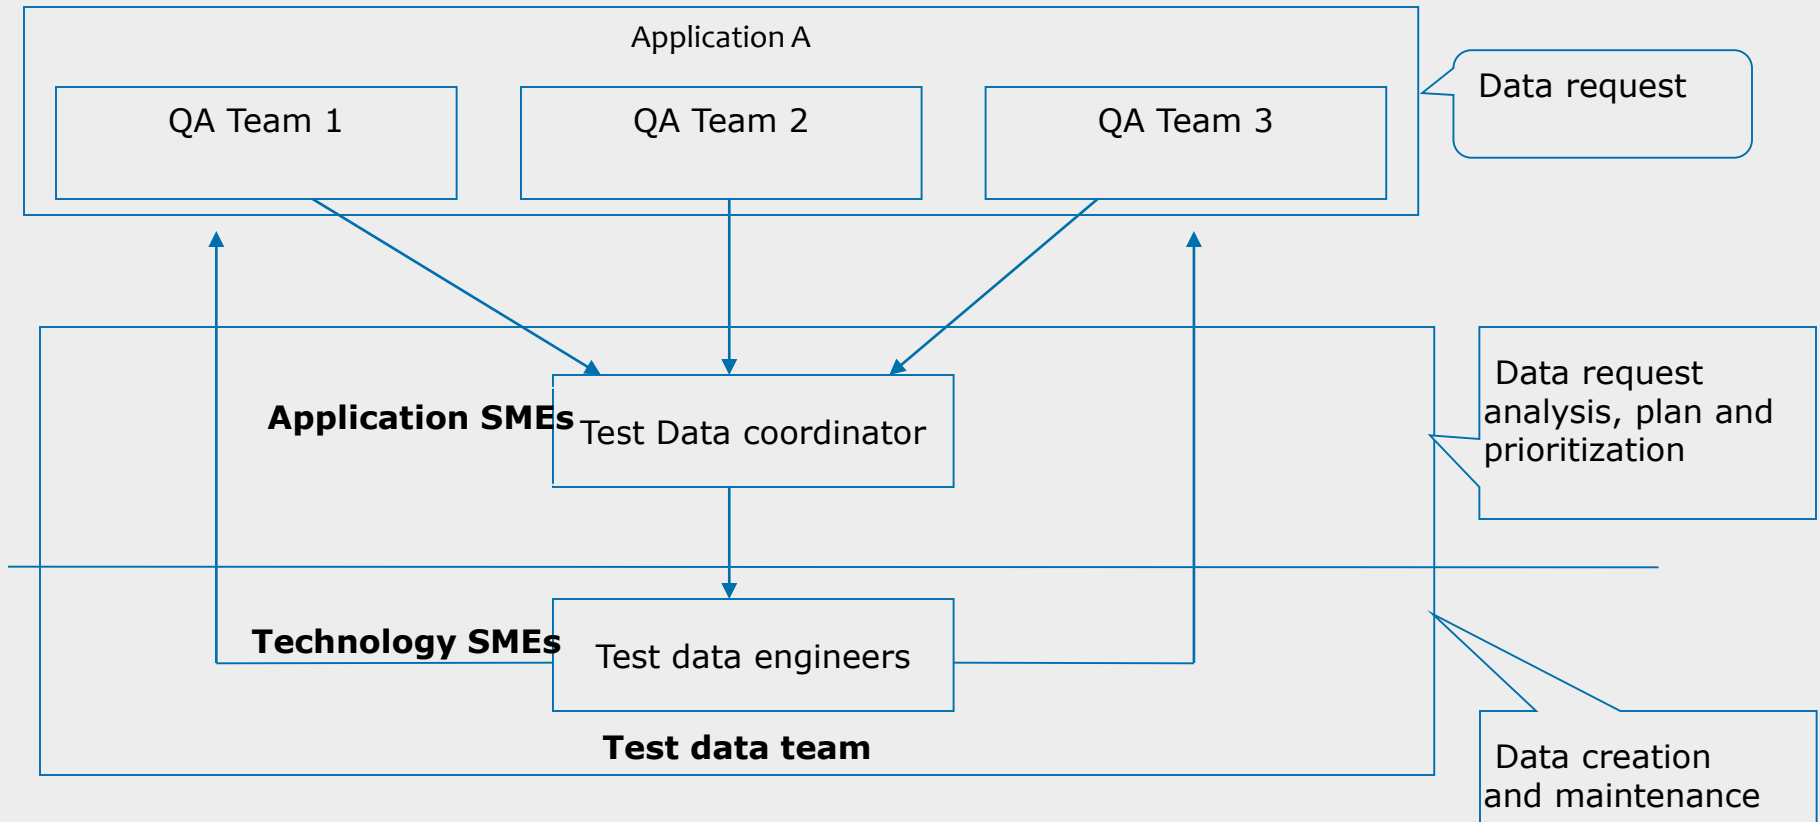 Application A
QA Team 1
QA Team 2
QA Team 3
Data request
Application SMEs
Test Data coordinator
Data request
analysis, plan and
prioritization
Technology SMEs
Test data engineers
Test data team
Data creation
and maintenance